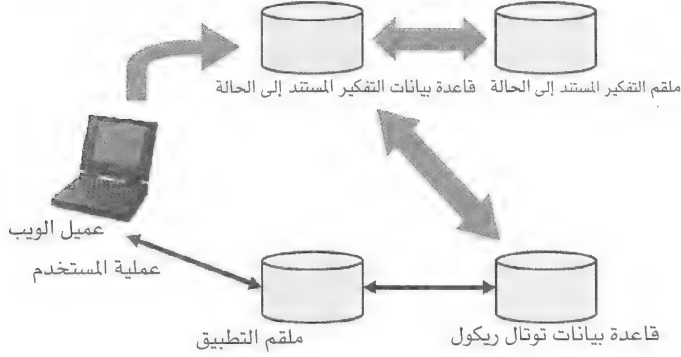 ملقم التفكير المستند إلى الحالة
قاعدة بيانات التفكير المستند إلى الحالة
عميل الويب
عملية المستخدم
قاعدة بيانات توتال ريكول
ملقم التطبيق